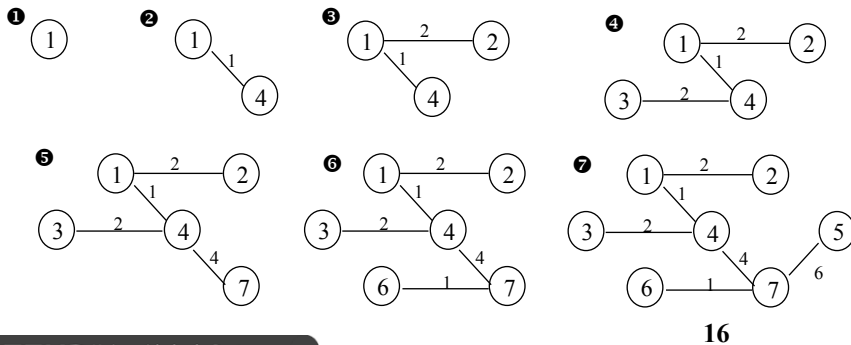 ❶ 1
❷ 1 1 4
❸ 1 2 2 1 4
❹ 1 2 2 1 3 2 4
❺ 1 2 2 1 3 2 4 4 7
❻ 1 2 2 1 3 2 4 4 6 1 7
❼ 1 2 2 1 3 2 4 5 4 6 6 1 7
16